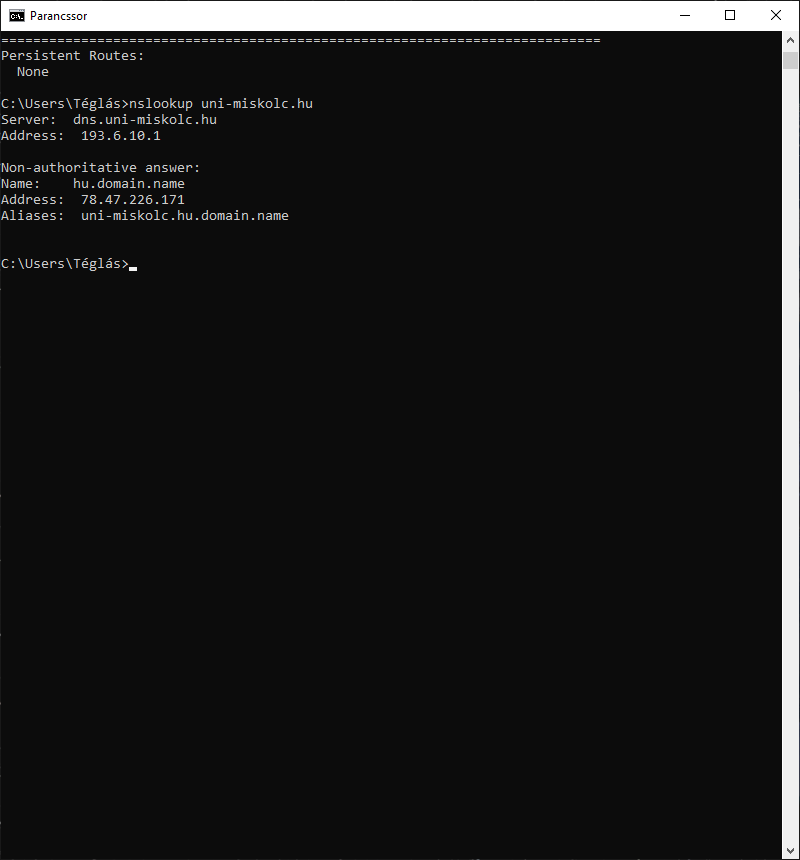 Parancssor
===========================================================================
Persistent Routes:
  None
C:\Users\Téglás>nslookup uni-miskolc.hu
Server:  dns.uni-miskolc.hu
Address:  193.6.10.1
Non-authoritative answer:
Name:    hu.domain.name
Address:  78.47.226.171
Aliases:  uni-miskolc.hu.domain.name
C:\Users\Téglás>